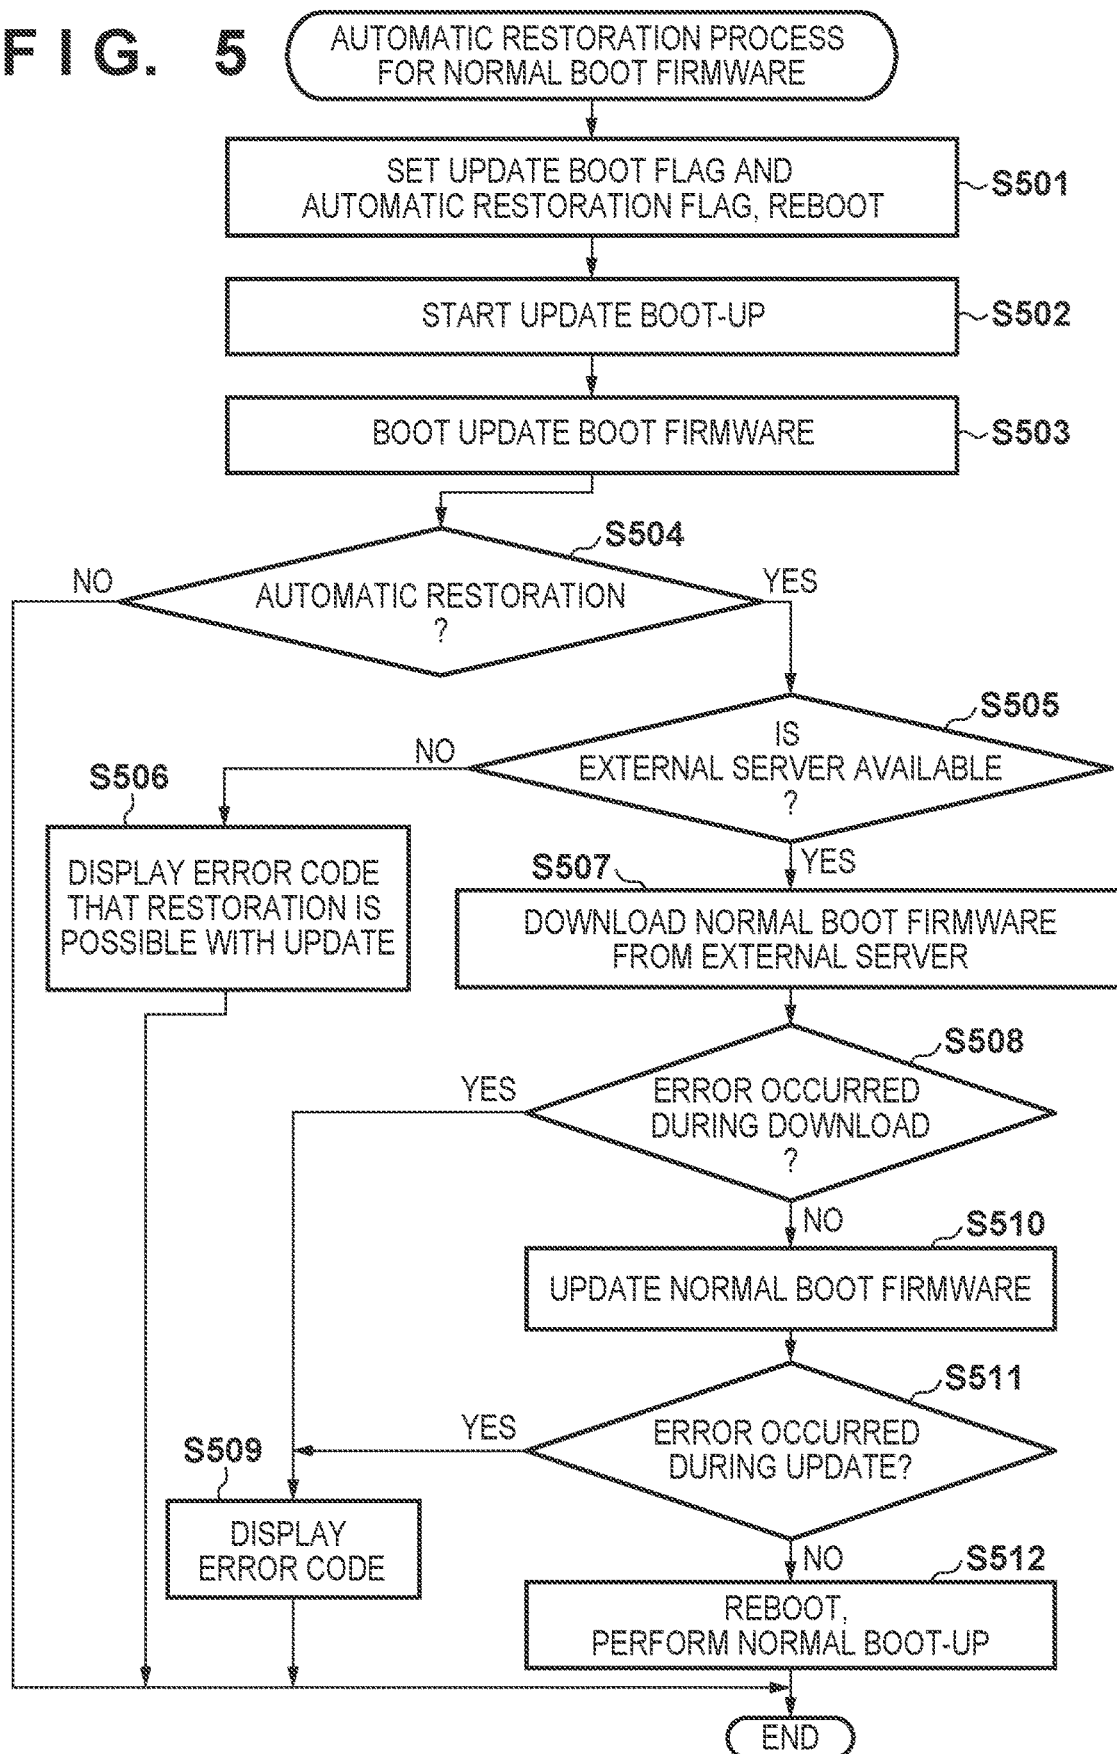 FIG. 5
AUTOMATIC RESTORATION PROCESS
FOR NORMAL BOOT FIRMWARE
SET UPDATE BOOT FLAG AND
AUTOMATIC RESTORATION FLAG, REBOOT
S501
START UPDATE BOOT-UP
S502
BOOT UPDATE BOOT FIRMWARE
S503
S504
NO
AUTOMATIC RESTORATION
?
YES
S505
NO
IS
EXTERNAL SERVER AVAILABLE
?
YES
S506
DISPLAY ERROR CODE
THAT RESTORATION IS
POSSIBLE WITH UPDATE
S507
DOWNLOAD NORMAL BOOT FIRMWARE
FROM EXTERNAL SERVER
S508
YES
ERROR OCCURRED
DURING DOWNLOAD
?
NO
S510
UPDATE NORMAL BOOT FIRMWARE
S511
YES
ERROR OCCURRED
DURING UPDATE?
NO
S509
DISPLAY
ERROR CODE
S512
REBOOT,
PERFORM NORMAL BOOT-UP
END